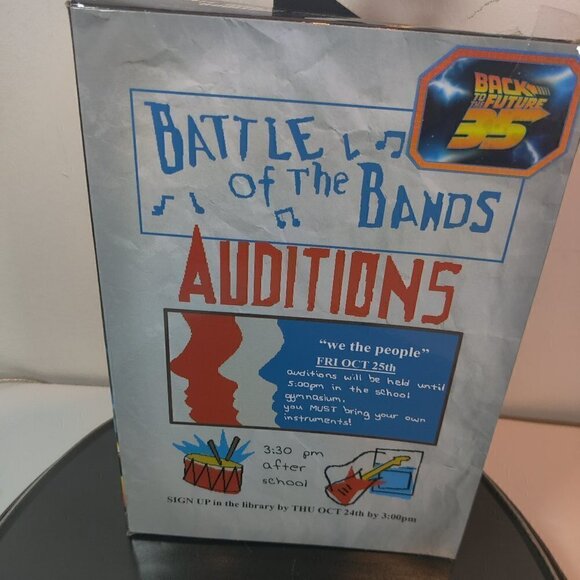 BACK
TO THE
FUTURE
35
BATTLE
OF THE
BANDS
AUDITIONS
"we the people"
FRI OCT 25th
auditions will be held until
5:00pm in the school
gymnasium.
you MUST bring your own
instruments!
3:30 pm
after
school
SIGN UP in the library by THU OCT 24th by 3:00pm